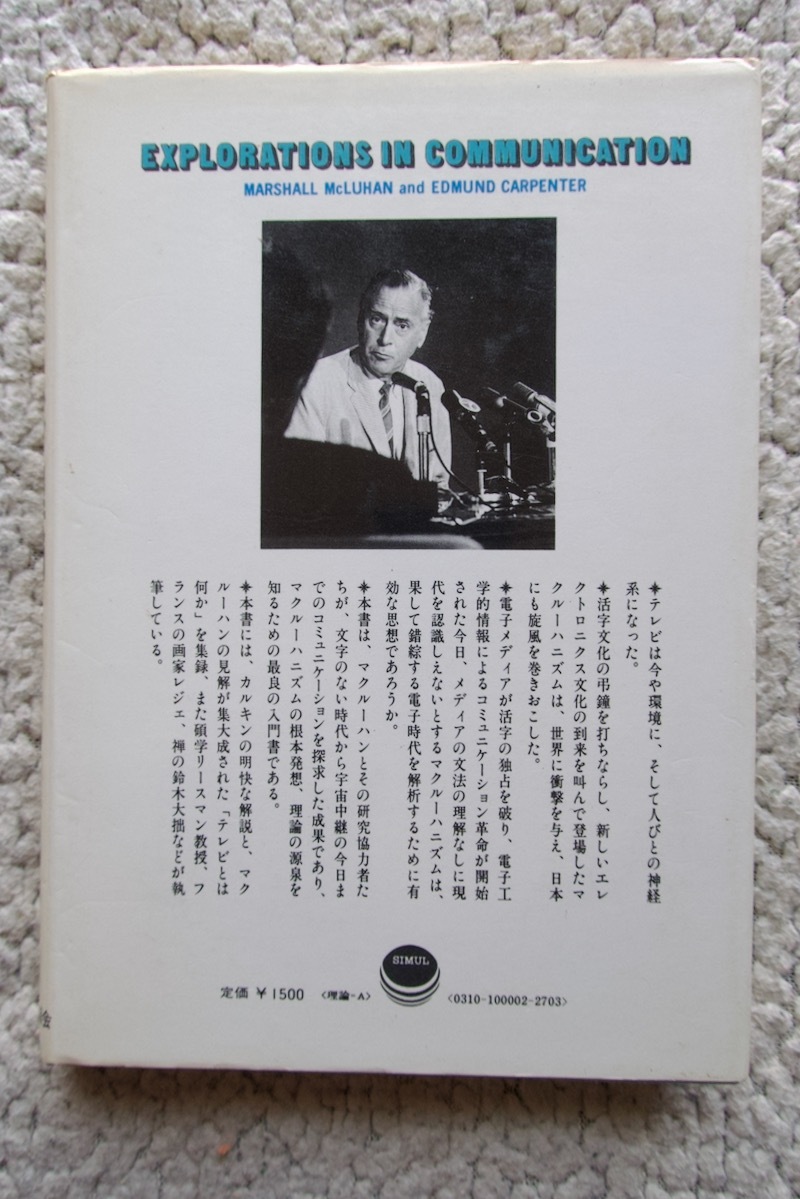 EXPLORATIONS IN COMMUNICATION
MARSHALL McLUHAN and EDMUND CARPENTER
✦テレビは今や環境に、そして人びとの神経
系になった。
✦活字文化の弔鐘を打ちならし、新しいエレ
クトロニクス文化の到来を叫んで登場したマ
クルーハニズムは、世界に衝撃を与え、日本
にも旋風を巻きおこした。
✦電子メディアが活字の独占を破り、電子工
学的情報によるコミュニケーション革命が開始
された今日、メディアの文法の理解なしに現
代を認識しえないとするマクルーハニズムは、
果して錯綜する電子時代を解析するために有
効な思想であろうか。
✦本書は、マクルーハンとその研究協力者た
ちが、文字のない時代から宇宙中継の今日ま
でのコミュニケーションを探求した成果であり、
マクルーハニズムの根本発想、理論の源泉を
知るための最良の入門書である。
✦本書には、カルキンの明快な解説と、マク
ルーハンの見解が集大成された「テレビとは
何か」を集録、また碩学リースマン教授、フ
ランスの画家レジェ、禅の鈴木大拙などが執
筆している。
SIMUL
定価 ¥1500 〈理論-A〉 〈0310-100002-2703〉